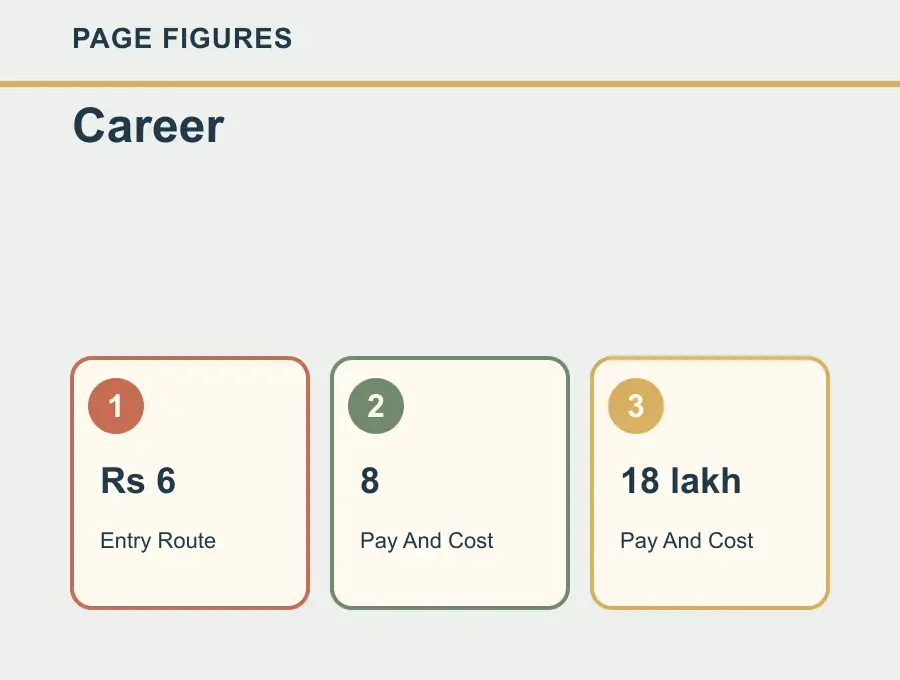 PAGE FIGURES
Career
1
Rs 6
Entry Route
2
8
Pay And Cost
3
18 lakh
Pay And Cost